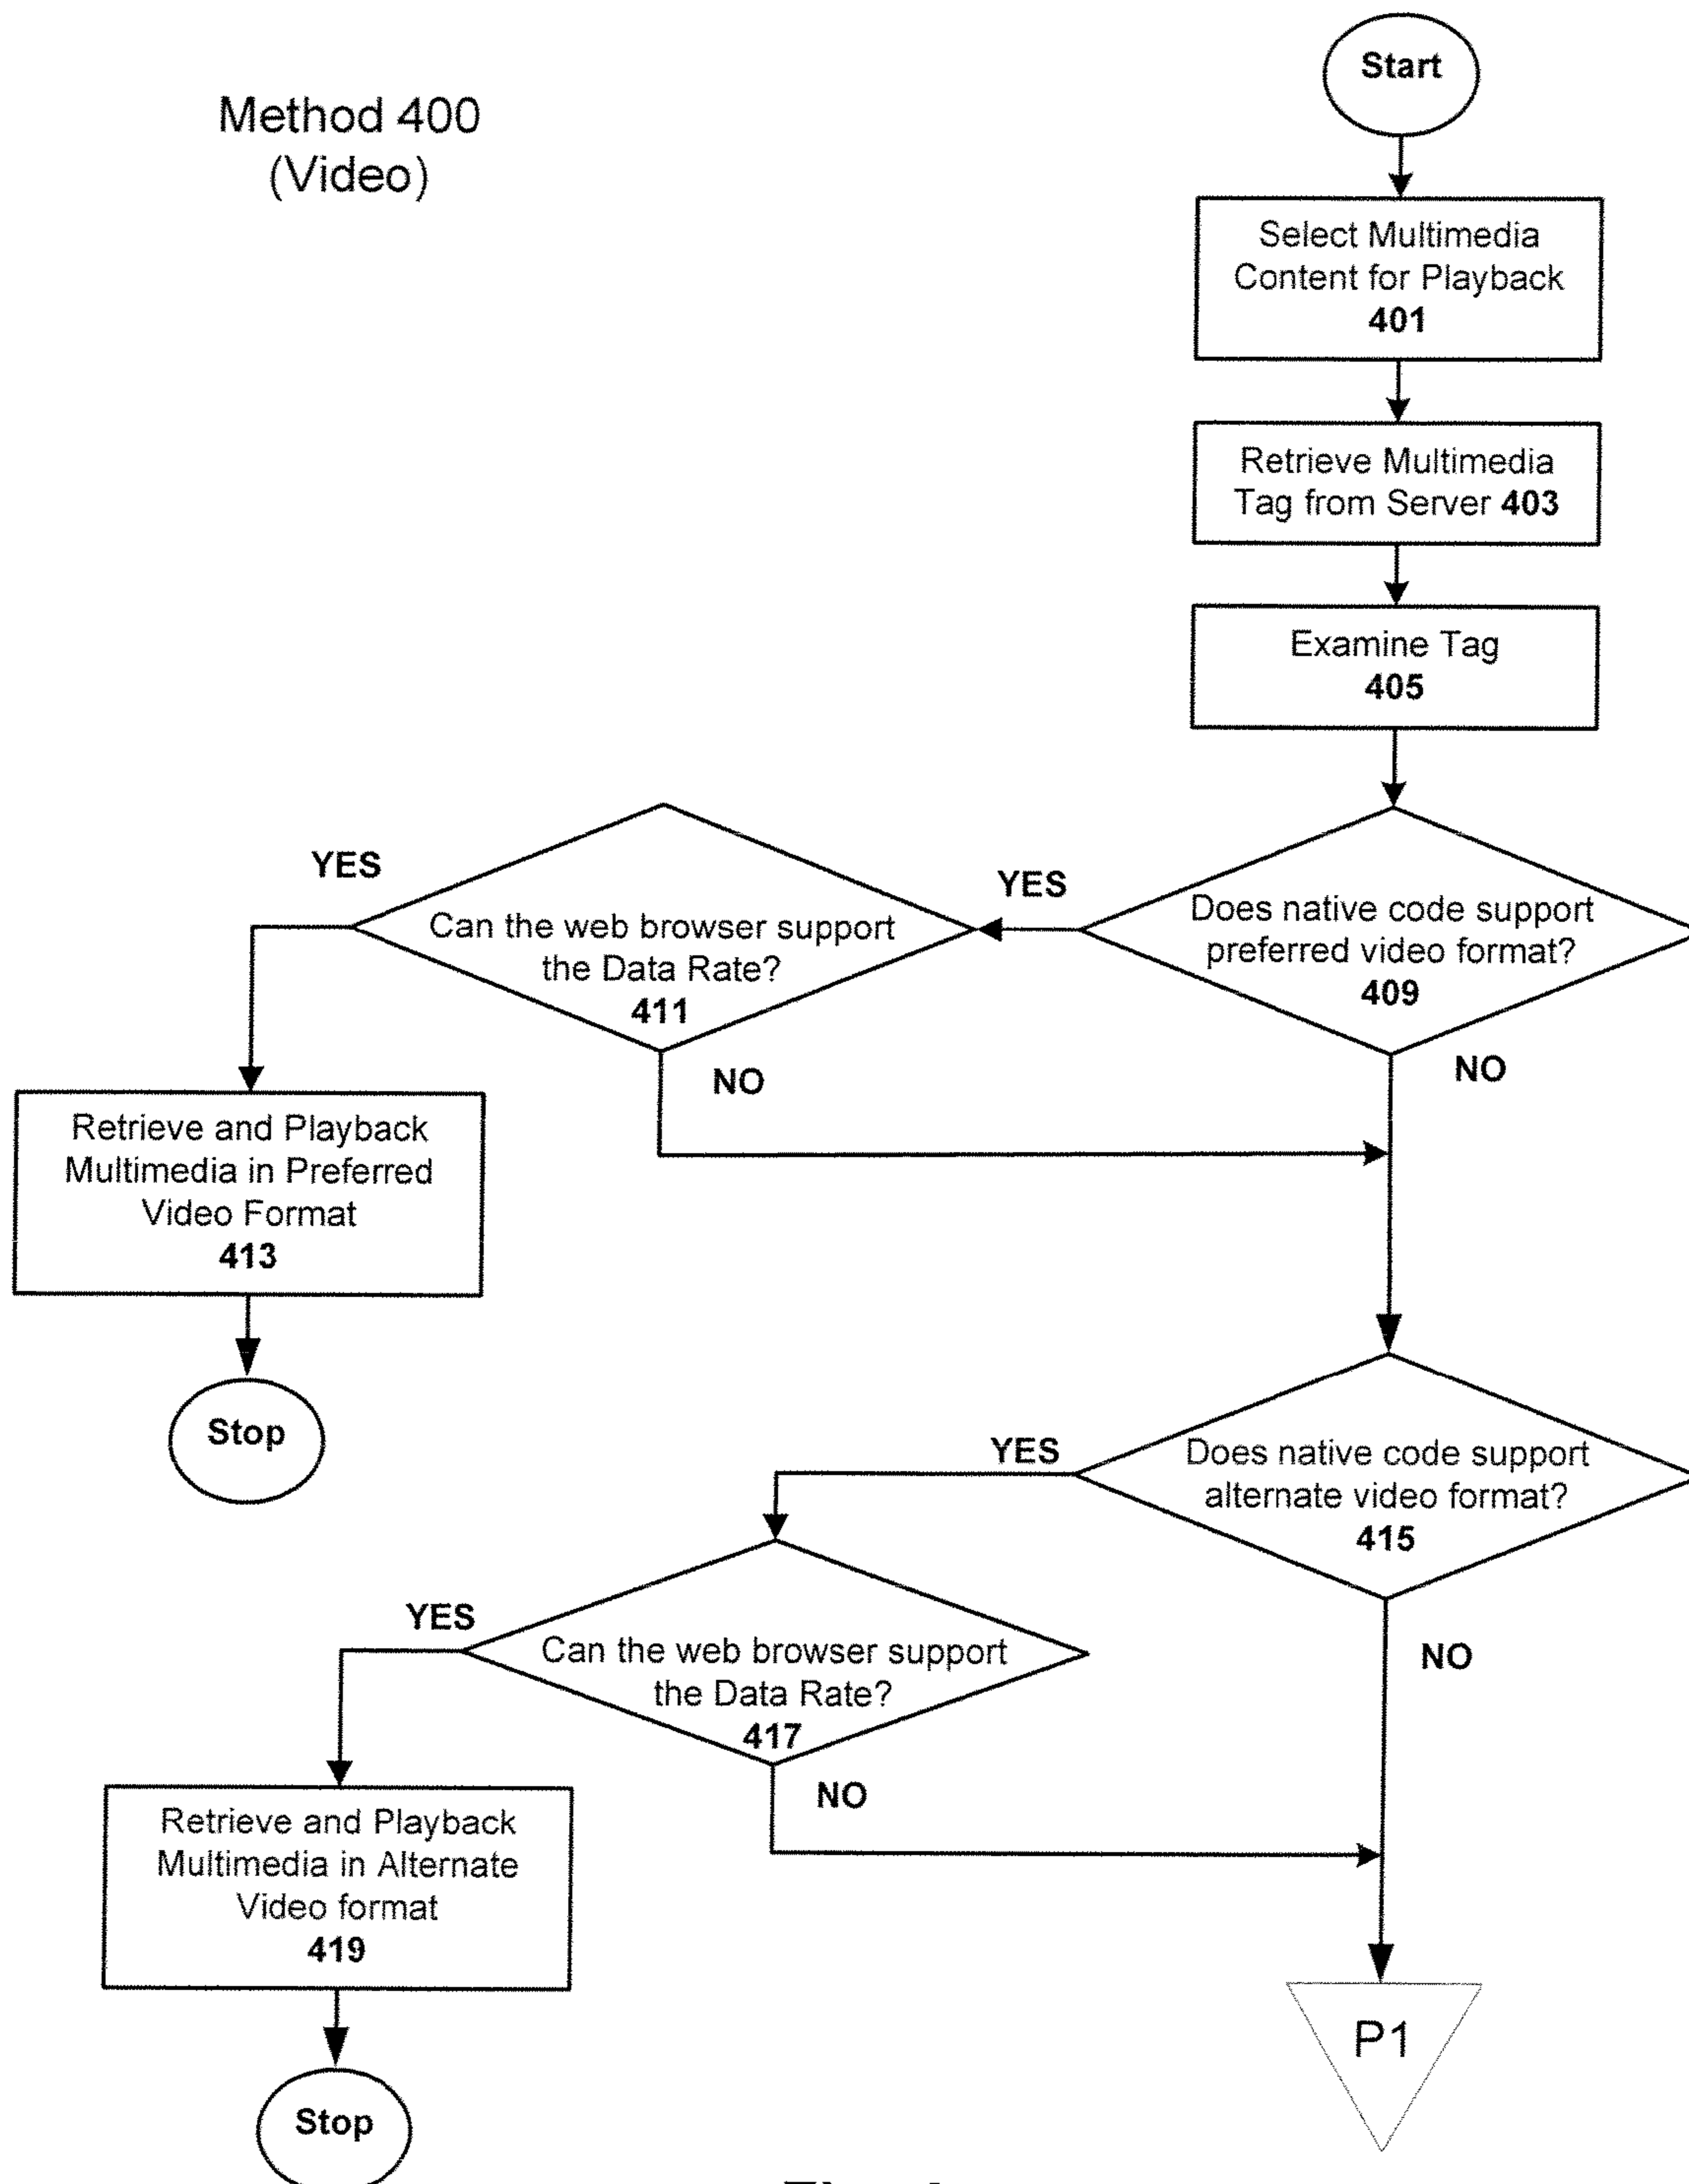 Method 400
(Video)
Start
Select Multimedia
Content for Playback
401
Retrieve Multimedia
Tag from Server 403
Examine Tag
405
Does native code support
preferred video format?
409
YES
NO
Can the web browser support
the Data Rate?
411
YES
NO
Retrieve and Playback
Multimedia in Preferred
Video Format
413
Stop
Does native code support
alternate video format?
415
YES
NO
Can the web browser support
the Data Rate?
417
YES
NO
Retrieve and Playback
Multimedia in Alternate
Video format
419
Stop
P1